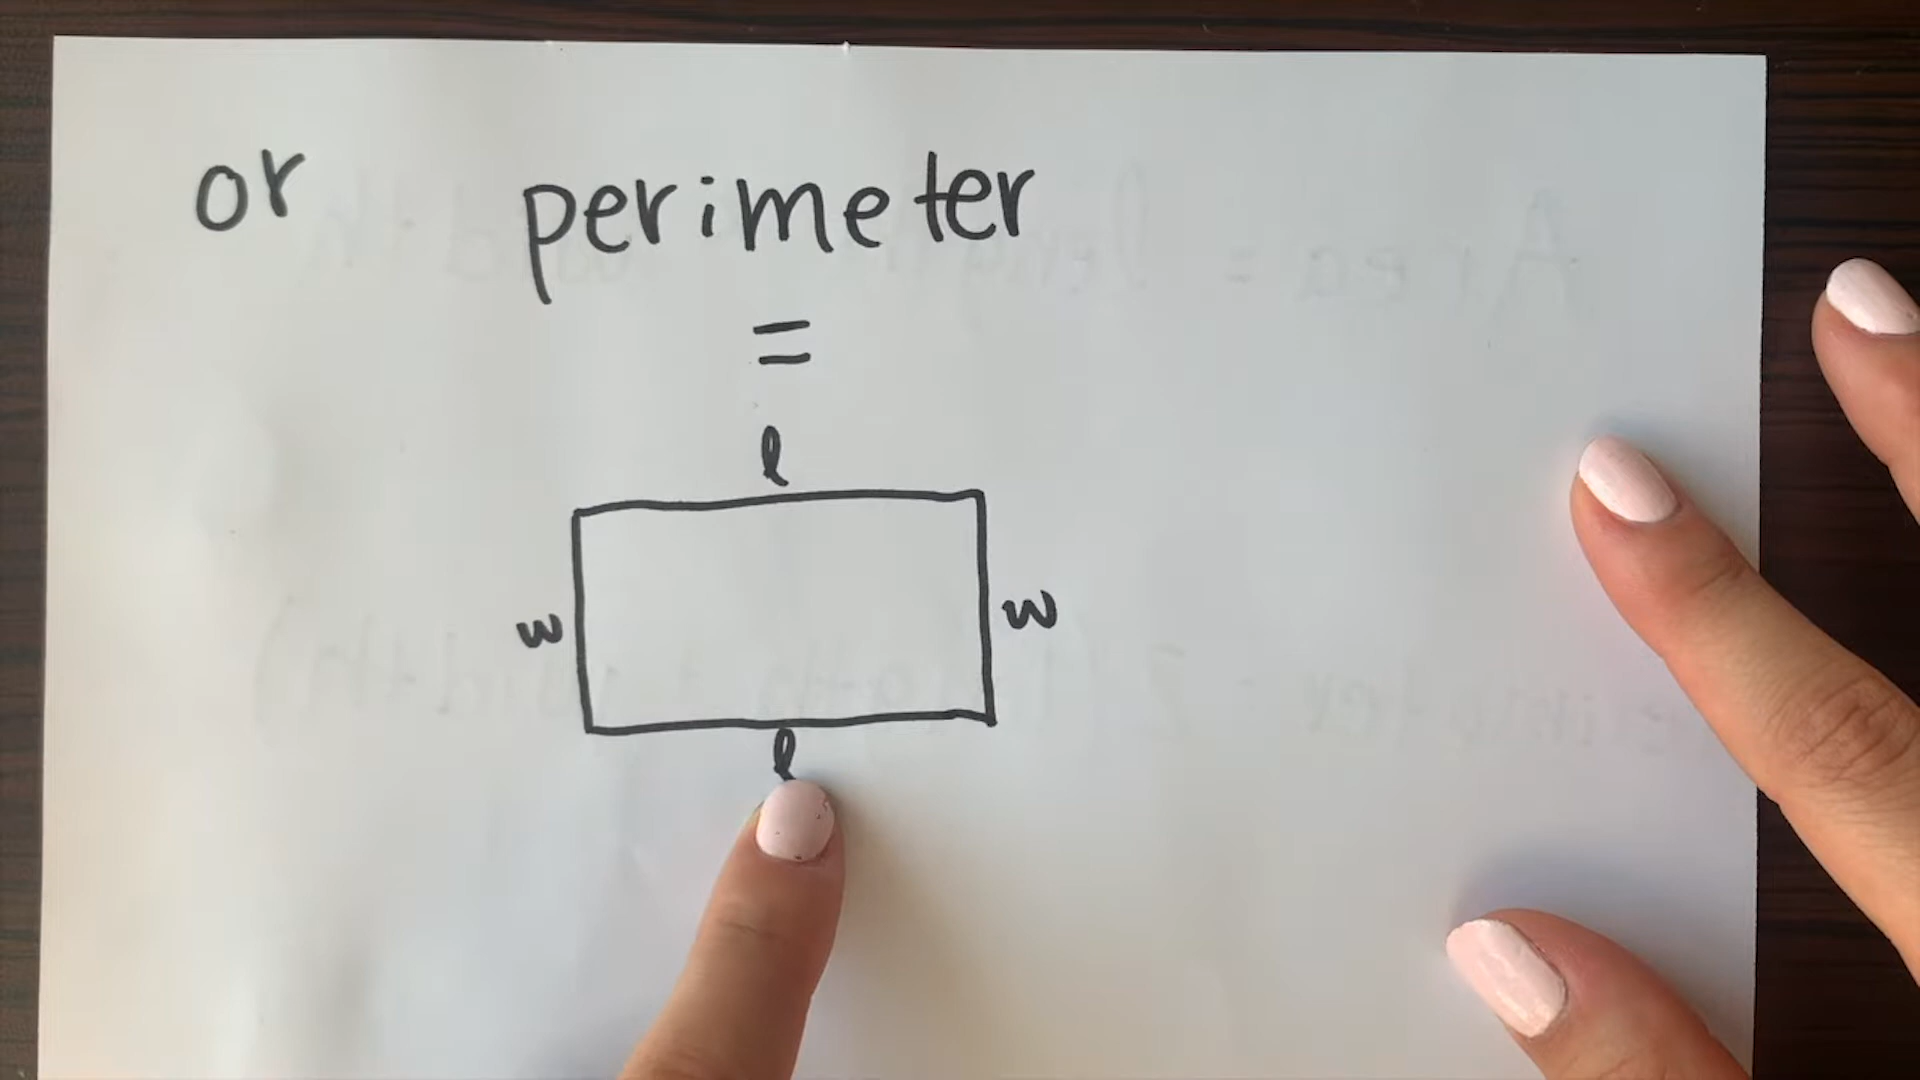 or perimeter
=
l
w w
l